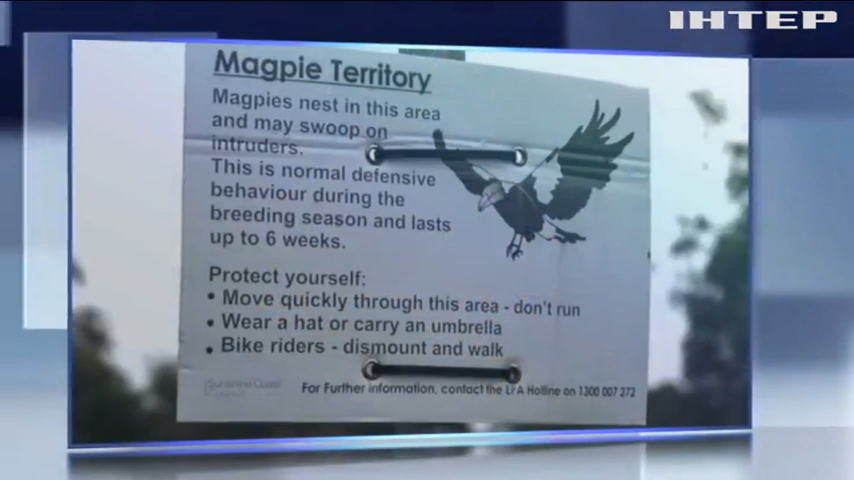 ІНТЕР
Magpie Territory
Magpies nest in this area
and may swoop on
intruders.
This is normal defensive
behaviour during the
breeding season and lasts
up to 6 weeks.
Protect yourself:
• Move quickly through this area - don't run
• Wear a hat or carry an umbrella
• Bike riders - dismount and walk
Sunshine Coast
For Further information, contact the EPA Hotline on 1300 007 272